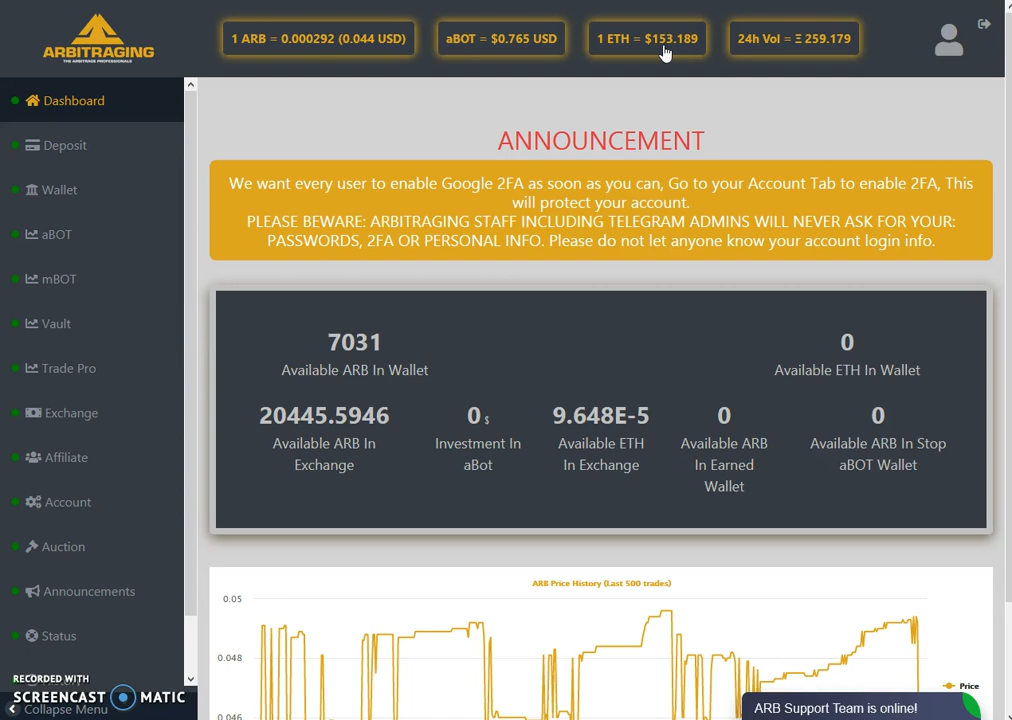 ARBITRAGING
THE ARBITRAGE PROFESSIONALS
1 ARB = 0.000292 (0.044 USD)
aBOT = $0.765 USD
1 ETH = $153.189
24h Vol = Ξ 259.179
Dashboard
Deposit
Wallet
aBOT
mBOT
Vault
Trade Pro
Exchange
Affiliate
Account
Auction
Announcements
Status
RECORDED WITH
SCREENCAST MATIC
Collapse Menu
ANNOUNCEMENT
We want every user to enable Google 2FA as soon as you can, Go to your Account Tab to enable 2FA, This
will protect your account.
PLEASE BEWARE: ARBITRAGING STAFF INCLUDING TELEGRAM ADMINS WILL NEVER ASK FOR YOUR:
PASSWORDS, 2FA OR PERSONAL INFO. Please do not let anyone know your account login info.
7031
Available ARB In Wallet
0
Available ETH In Wallet
20445.5946
Available ARB In
Exchange
0 $
Investment In
aBot
9.648E-5
Available ETH
In Exchange
0
Available ARB
In Earned
Wallet
0
Available ARB In Stop
aBOT Wallet
ARB Price History (Last 500 trades)
0.05
0.048
0.046
Price
ARB Support Team is online!